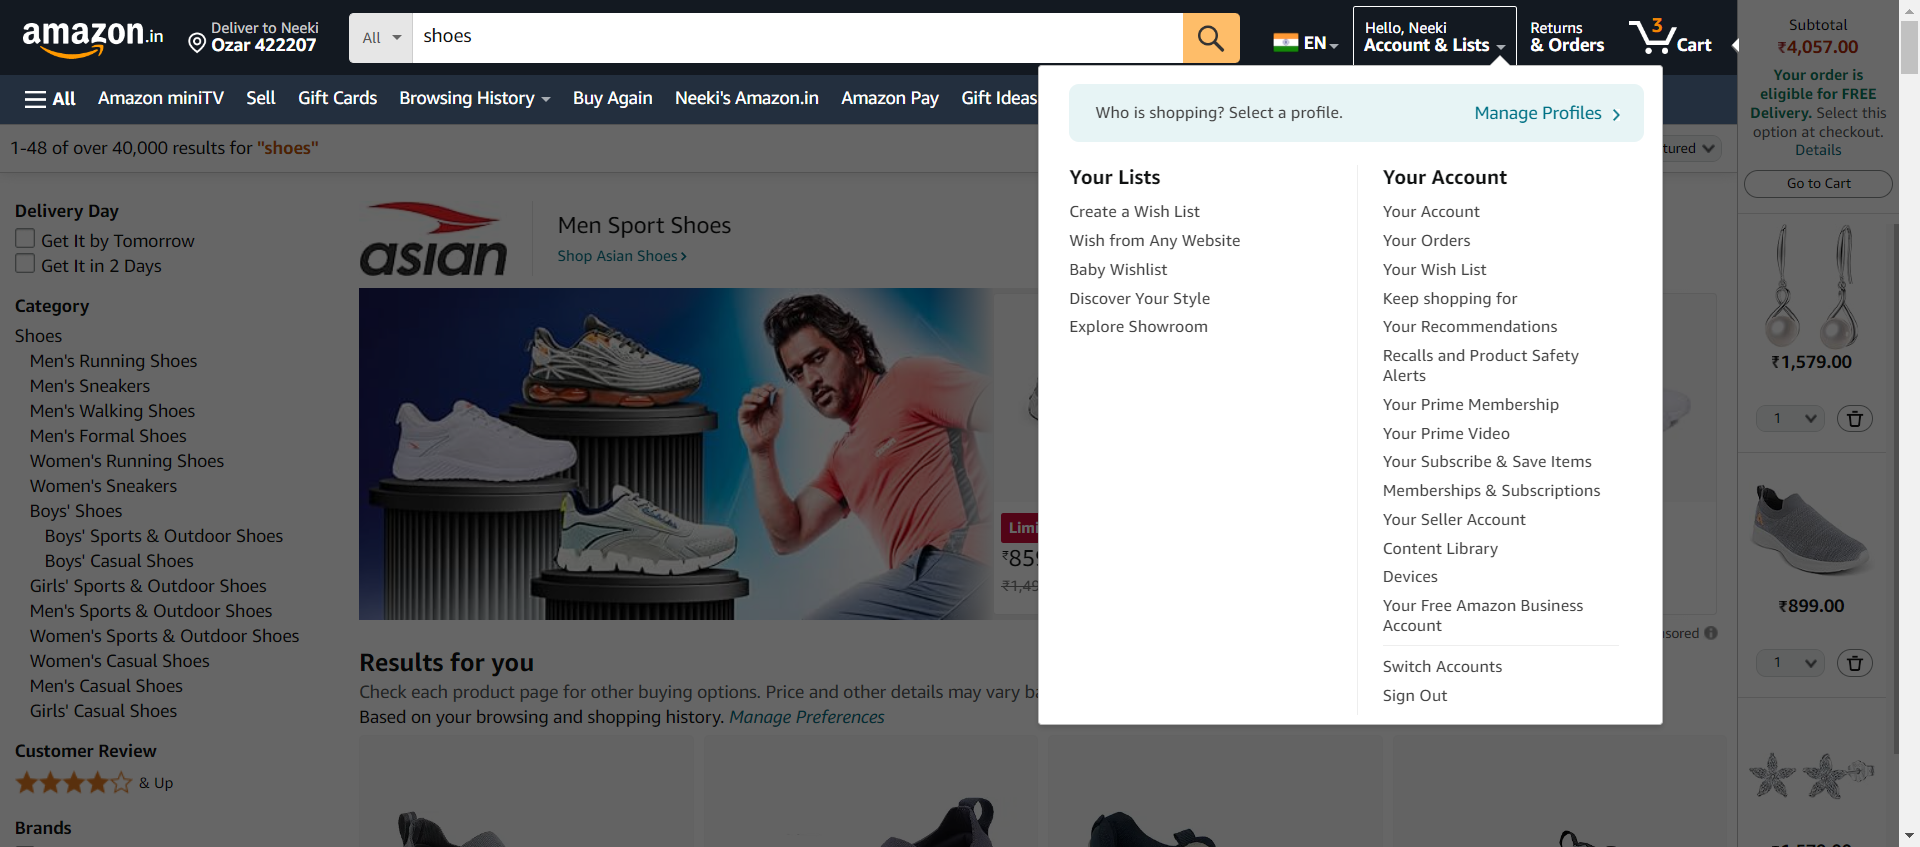 amazon.in
Deliver to Neeki
Ozar 422207
All
shoes
EN
Hello, Neeki
Account & Lists
Returns
& Orders
3
Cart
All
Amazon miniTV
Sell
Gift Cards
Browsing History
Buy Again
Neeki's Amazon.in
Amazon Pay
Gift Ideas
1-48 of over 40,000 results for "shoes"
Delivery Day
Get It by Tomorrow
Get It in 2 Days
Category
Shoes
Men's Running Shoes
Men's Sneakers
Men's Walking Shoes
Men's Formal Shoes
Women's Running Shoes
Women's Sneakers
Boys' Shoes
Boys' Sports & Outdoor Shoes
Boys' Casual Shoes
Girls' Sports & Outdoor Shoes
Men's Sports & Outdoor Shoes
Women's Sports & Outdoor Shoes
Women's Casual Shoes
Men's Casual Shoes
Girls' Casual Shoes
Customer Review
& Up
Brands
asian
Men Sport Shoes
Shop Asian Shoes
Results for you
Check each product page for other buying options. Price and other details may vary
Based on your browsing and shopping history. Manage Preferences
Who is shopping? Select a profile.
Manage Profiles
Your Lists
Create a Wish List
Wish from Any Website
Baby Wishlist
Discover Your Style
Explore Showroom
Your Account
Your Account
Your Orders
Your Wish List
Keep shopping for
Your Recommendations
Recalls and Product Safety
Alerts
Your Prime Membership
Your Prime Video
Your Subscribe & Save Items
Memberships & Subscriptions
Your Seller Account
Content Library
Devices
Your Free Amazon Business
Account
Switch Accounts
Sign Out
Subtotal
₹4,057.00
Your order is
eligible for FREE
Delivery. Select this
option at checkout.
Details
Go to Cart
₹1,579.00
1
₹899.00
1